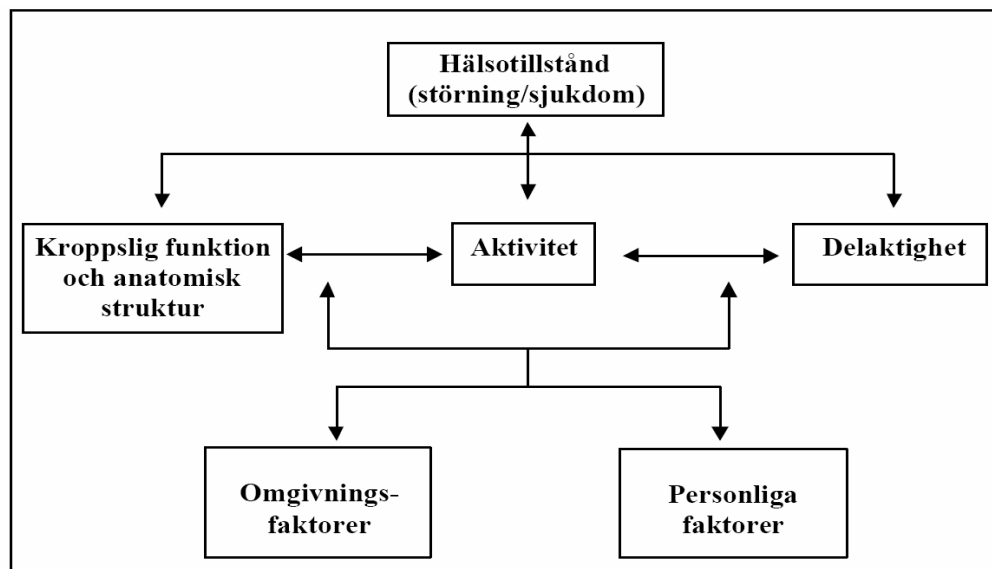 Hälsotillstånd
(störning/sjukdom)
Kroppslig funktion
och anatomisk
struktur
Aktivitet
Delaktighet
Omgivnings-
faktorer
Personliga
faktorer